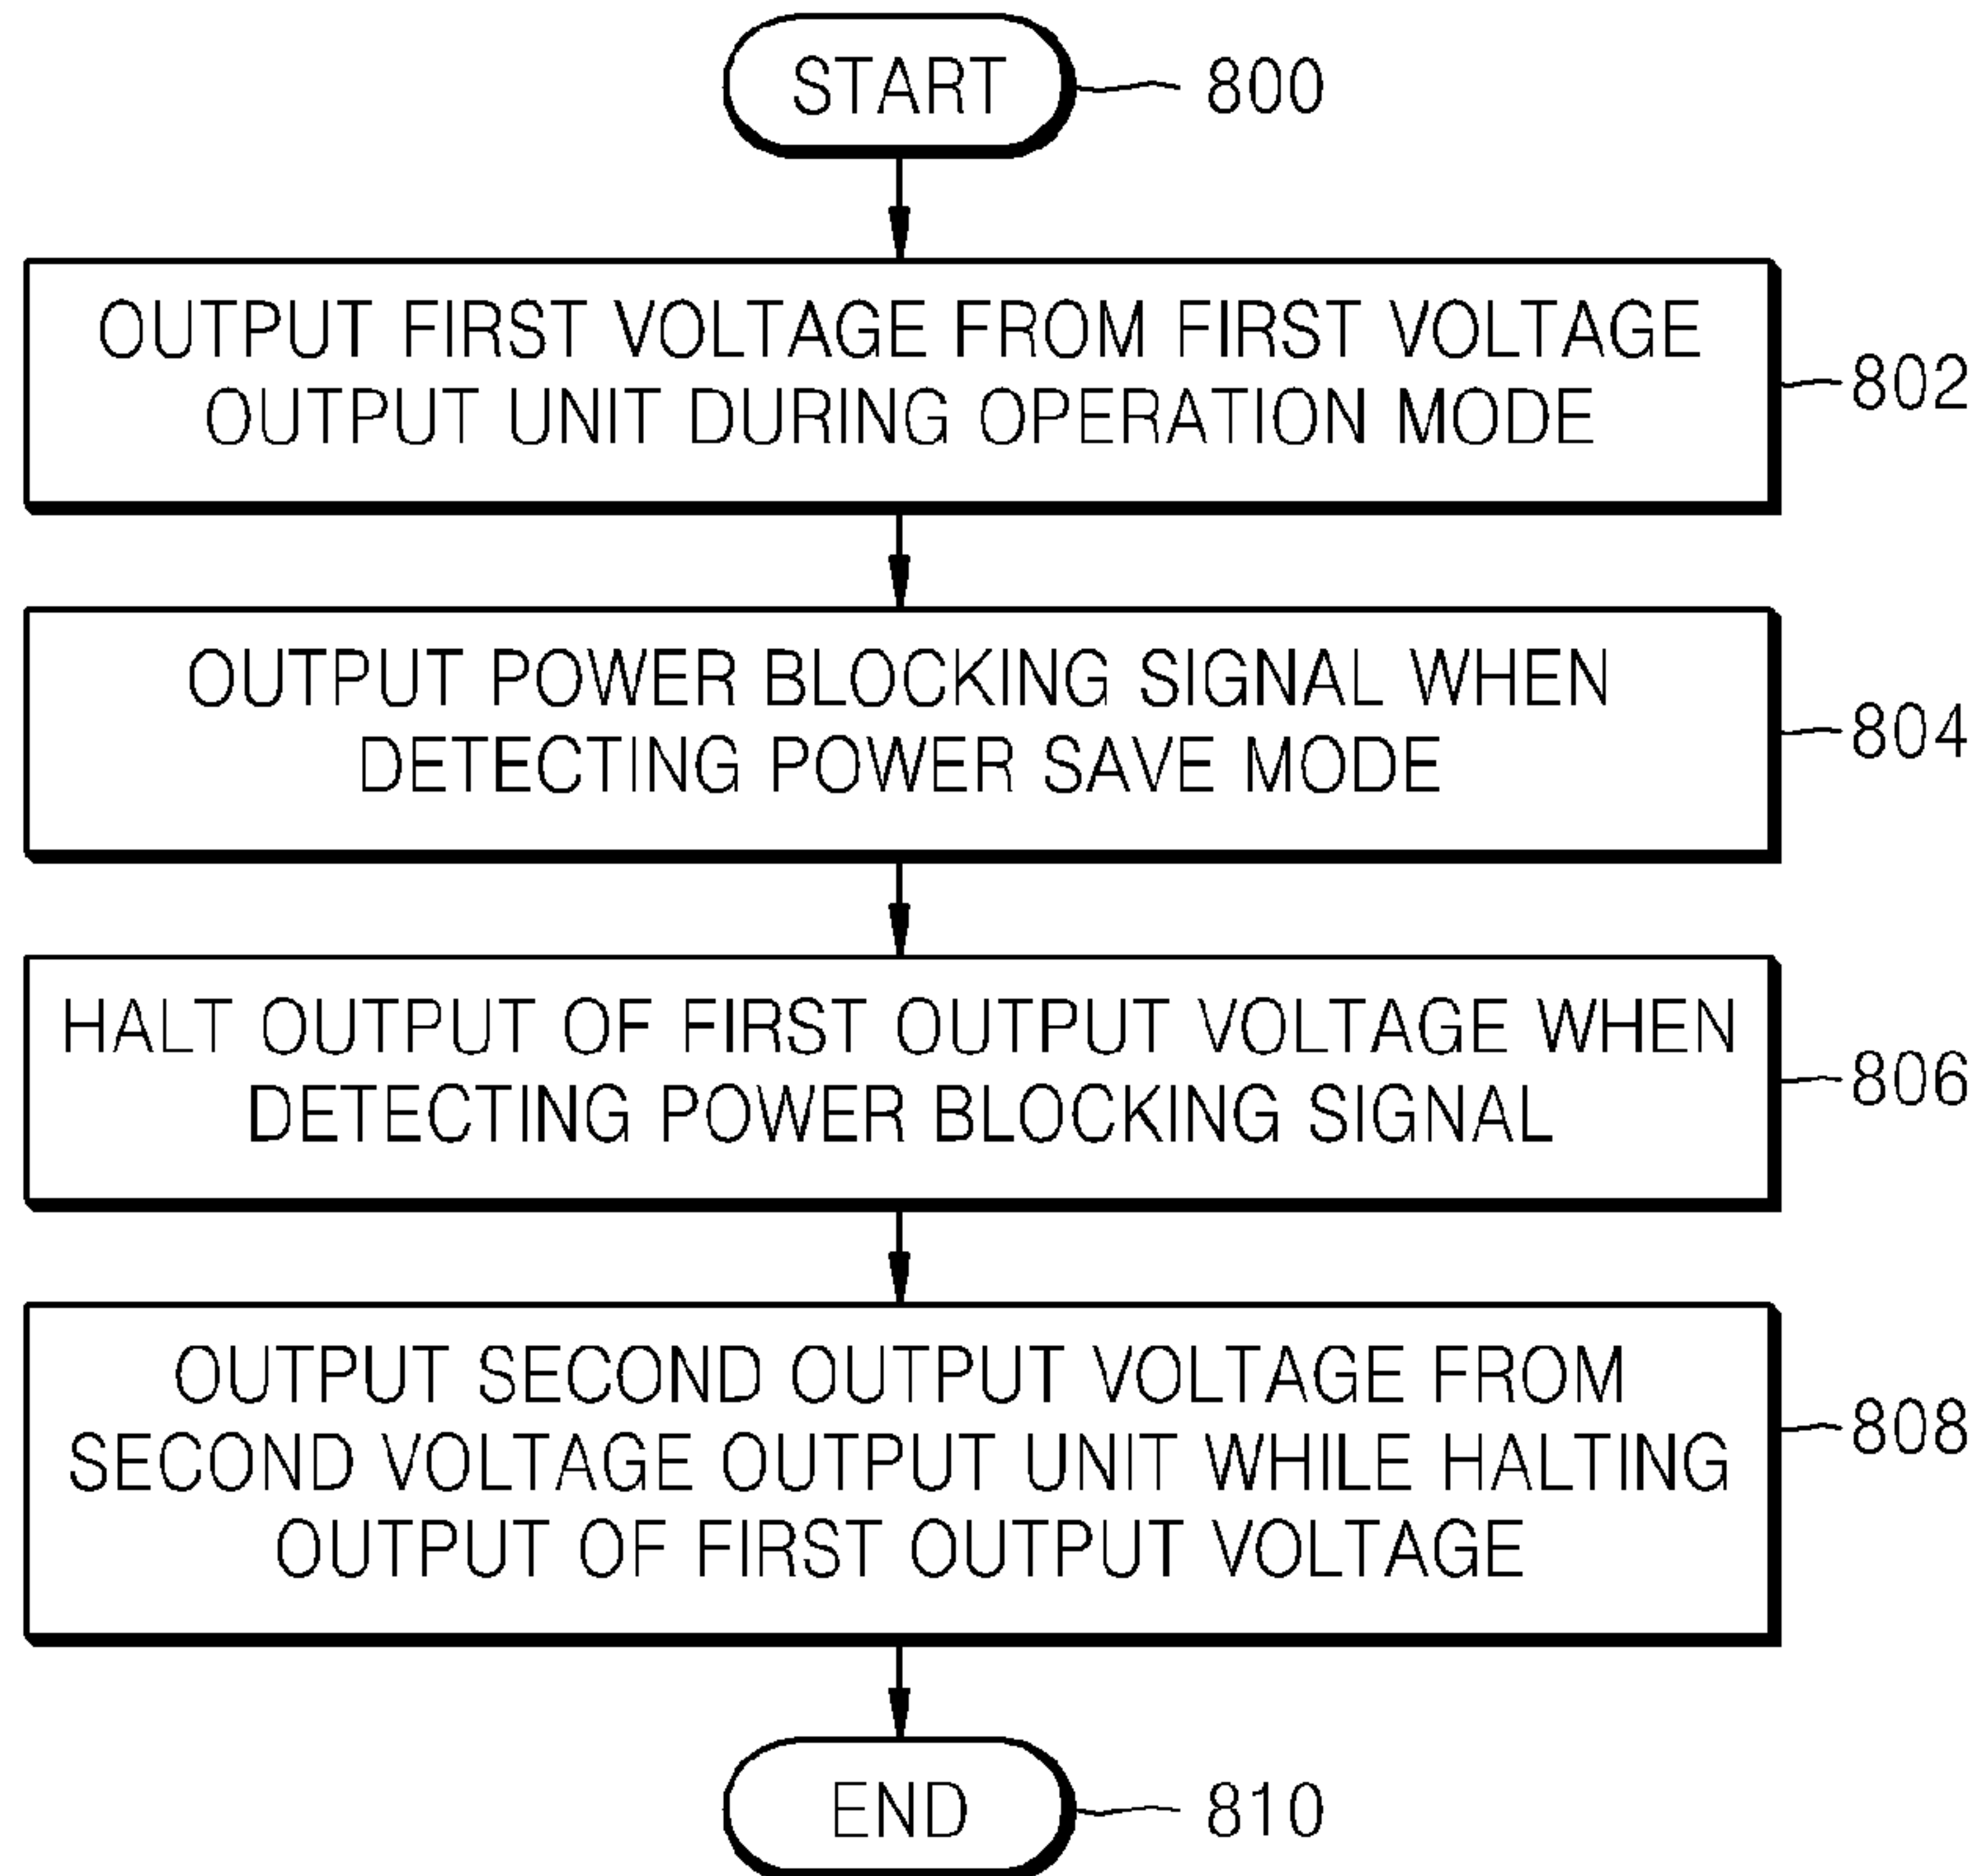 START
800
OUTPUT FIRST VOLTAGE FROM FIRST VOLTAGE
OUTPUT UNIT DURING OPERATION MODE
802
OUTPUT POWER BLOCKING SIGNAL WHEN
DETECTING POWER SAVE MODE
804
HALT OUTPUT OF FIRST OUTPUT VOLTAGE WHEN
DETECTING POWER BLOCKING SIGNAL
806
OUTPUT SECOND OUTPUT VOLTAGE FROM
SECOND VOLTAGE OUTPUT UNIT WHILE HALTING
OUTPUT OF FIRST OUTPUT VOLTAGE
808
END
810